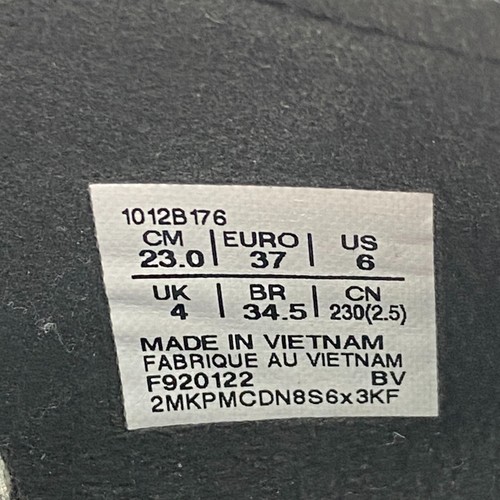 1012B176
CM | EURO | US
23.0 | 37 | 6
UK | BR | CN
4 | 34.5 | 230(2.5)
MADE IN VIETNAM
FABRIQUE AU VIETNAM
F920122 BV
2MKPMCDN8S6x3KF